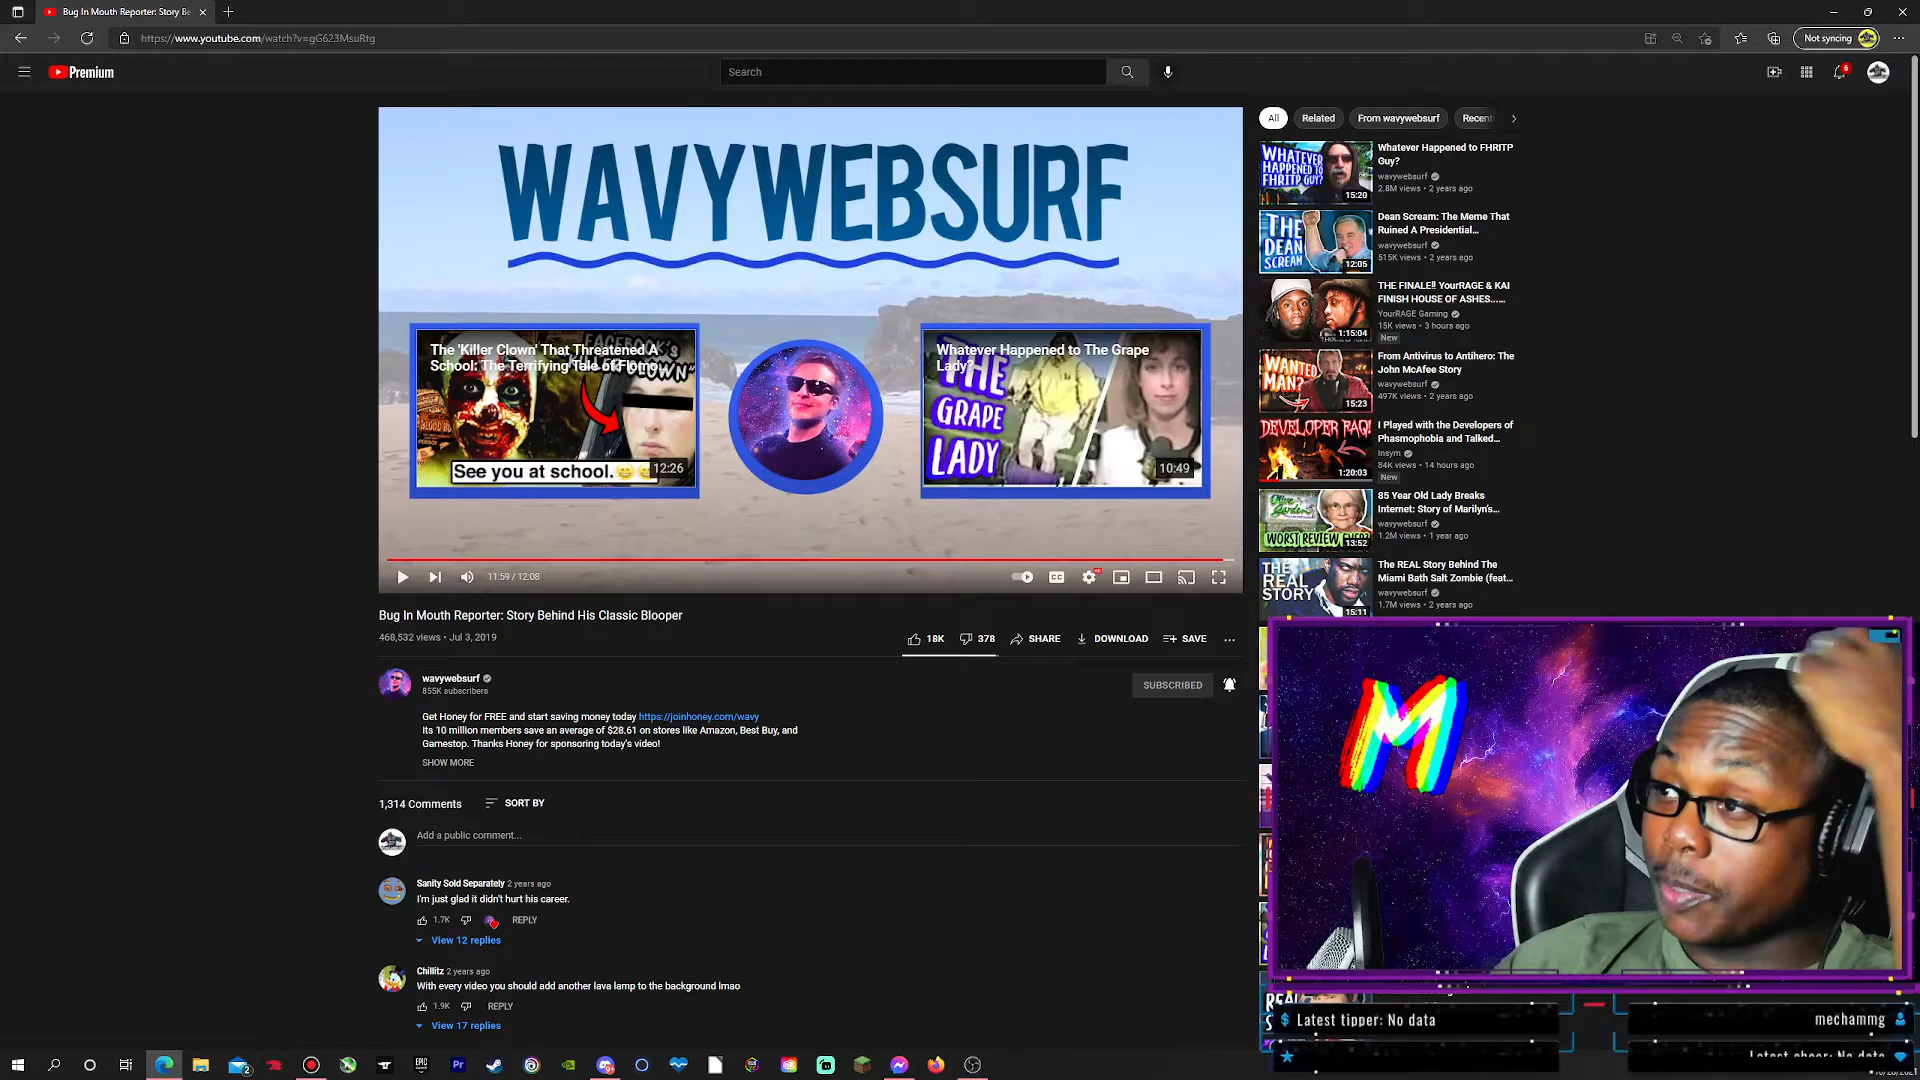 Bug In Mouth Reporter: Story Be
https://www.youtube.com/watch?v=gG623MsuRtg
Not syncing
Premium
Search
6
WAVYWEBSURF
The 'Killer Clown' That Threatened A
School: The Terrifying Tale of Flomo...
See you at school.
12:26
Whatever Happened to The Grape
Lady?
THE
GRAPE
LADY
10:49
11:59 / 12:08
CC
Bug In Mouth Reporter: Story Behind His Classic Blooper
468,532 views • Jul 3, 2019
18K
378
SHARE
DOWNLOAD
SAVE
wavywebsurf
855K subscribers
SUBSCRIBED
Get Honey for FREE and start saving money today https://joinhoney.com/wavy
Its 10 million members save an average of $28.61 on stores like Amazon, Best Buy, and
Gamestop. Thanks Honey for sponsoring today's video!
SHOW MORE
1,314 Comments
SORT BY
Add a public comment...
Sanity Sold Separately 2 years ago
I'm just glad it didn't hurt his career.
1.7K
REPLY
View 12 replies
Chillitz 2 years ago
With every video you should add another lava lamp to the background lmao
1.9K
REPLY
View 17 replies
All
Related
From wavywebsurf
Recent
WHATEVER
HAPPENED TO
FHRITP GUY?
15:20
Whatever Happened to FHRITP
Guy?
wavywebsurf
2.8M views • 2 years ago
THE
DEAN
SCREAM
12:05
Dean Scream: The Meme That
Ruined A Presidential...
wavywebsurf
515K views • 2 years ago
1:15:04
THE FINALE!! YourRAGE & KAI
FINISH HOUSE OF ASHES......
YourRAGE Gaming
15K views • 3 hours ago
New
WANTED
MAN?
15:23
From Antivirus to Antihero: The
John McAfee Story
wavywebsurf
497K views • 2 years ago
DEVELOPER FAQ!
1:20:03
I Played with the Developers of
Phasmophobia and Talked...
Insym
84K views • 14 hours ago
New
Olive
Garden
WORST REVIEW EVER?
13:52
85 Year Old Lady Breaks
Internet: Story of Marilyn's...
wavywebsurf
1.2M views • 1 year ago
THE
REAL
STORY
15:11
The REAL Story Behind The
Miami Bath Salt Zombie (feat...
wavywebsurf
1.7M views • 2 years ago
M
Latest tipper: No data
mechammg
Latest cheer: No data